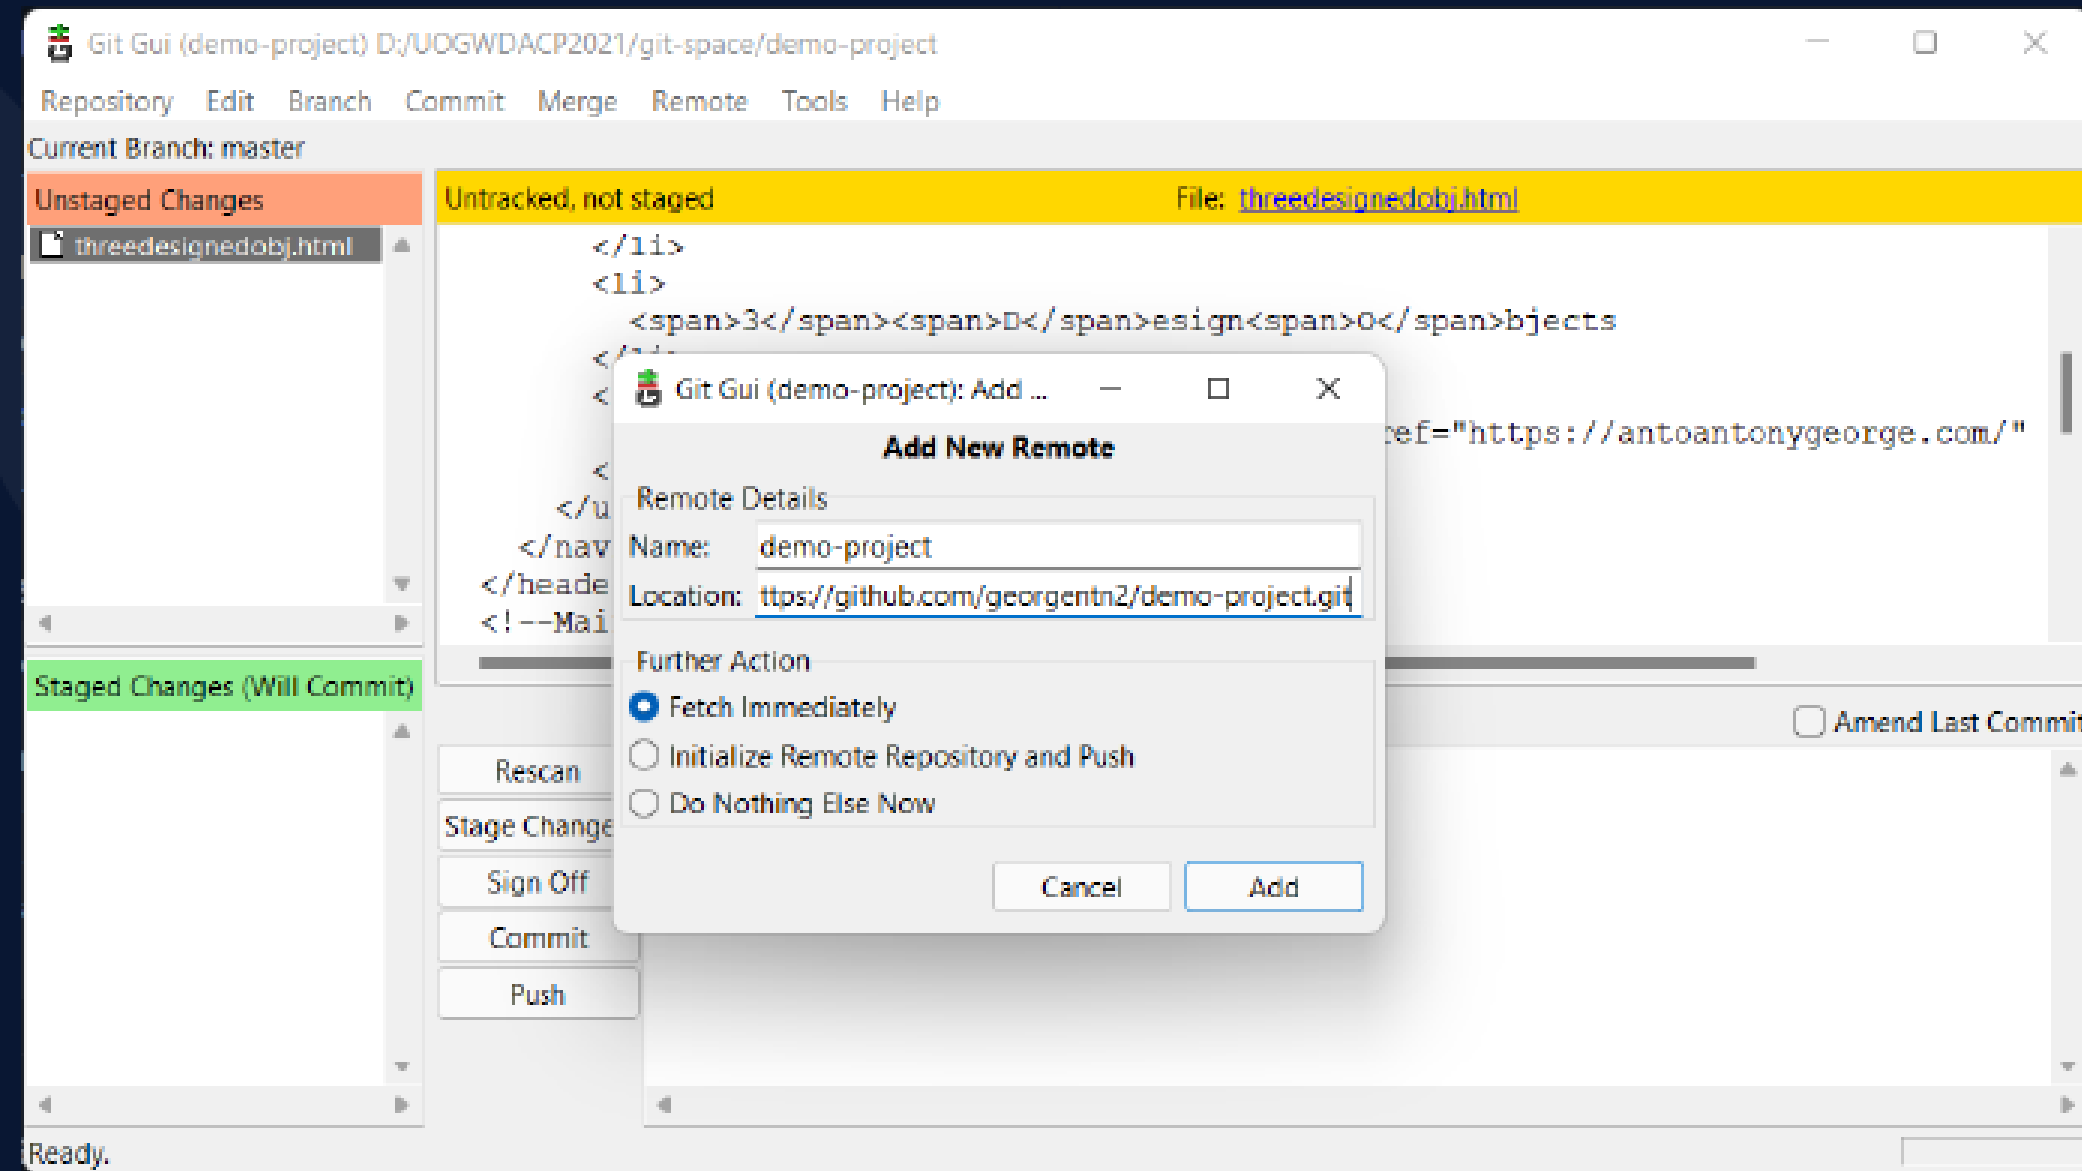 Git Gui (demo-project) D:/UOGWDACP2021/git-space/demo-project
Repository Edit Branch Commit Merge Remote Tools Help
Current Branch: master
Unstaged Changes
threedesignedobj.html
Untracked, not staged
File: threedesignedobj.html
</li>
<li>
<span>3</span><span>D</span>esign<span>O</span>bjects
<
ref="https://antoantonygeorge.com/"
<
</u
</nav
</heade
<!--Mai
Git Gui (demo-project): Add ...
Add New Remote
Remote Details
Name: demo-project
Location: ttps://github.com/georgentn2/demo-project.git
Further Action
Fetch Immediately
Initialize Remote Repository and Push
Do Nothing Else Now
Cancel Add
Staged Changes (Will Commit)
Amend Last Commit
Rescan
Stage Change
Sign Off
Commit
Push
Ready.